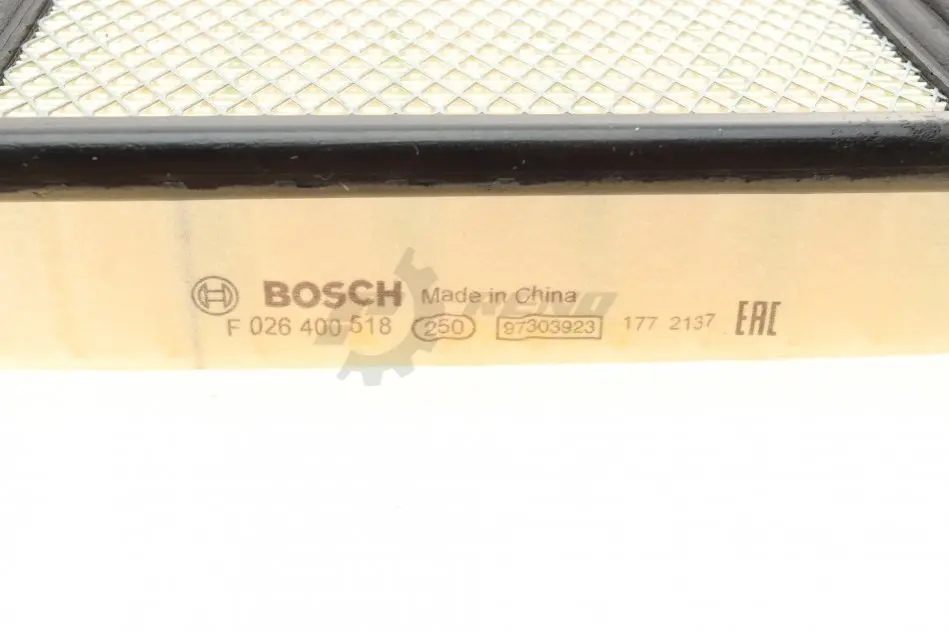 BOSCH Made in China
F 026 400 518 250 97303923 177 2137 EAC